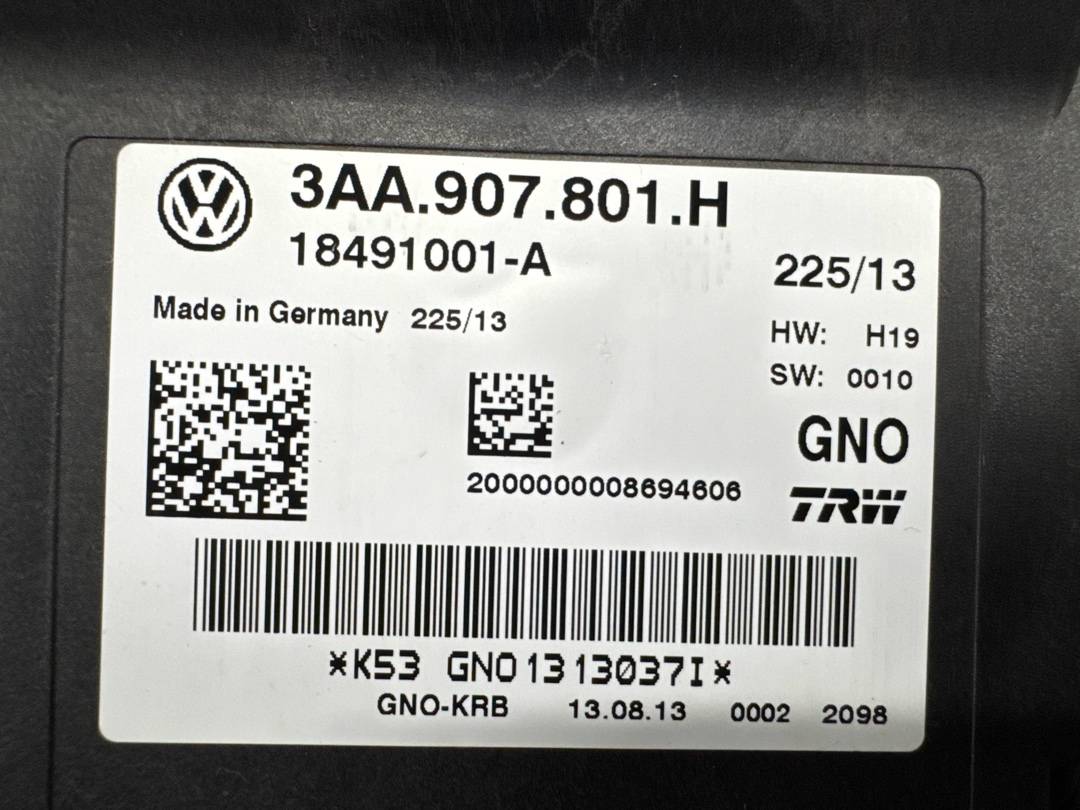 3AA.907.801.H
18491001-A
225/13
Made in Germany 225/13
HW: H19
SW: 0010
GNO
2000000008694606
TRW
*K53 GNO1313037I*
GNO-KRB 13.08.13 0002 2098